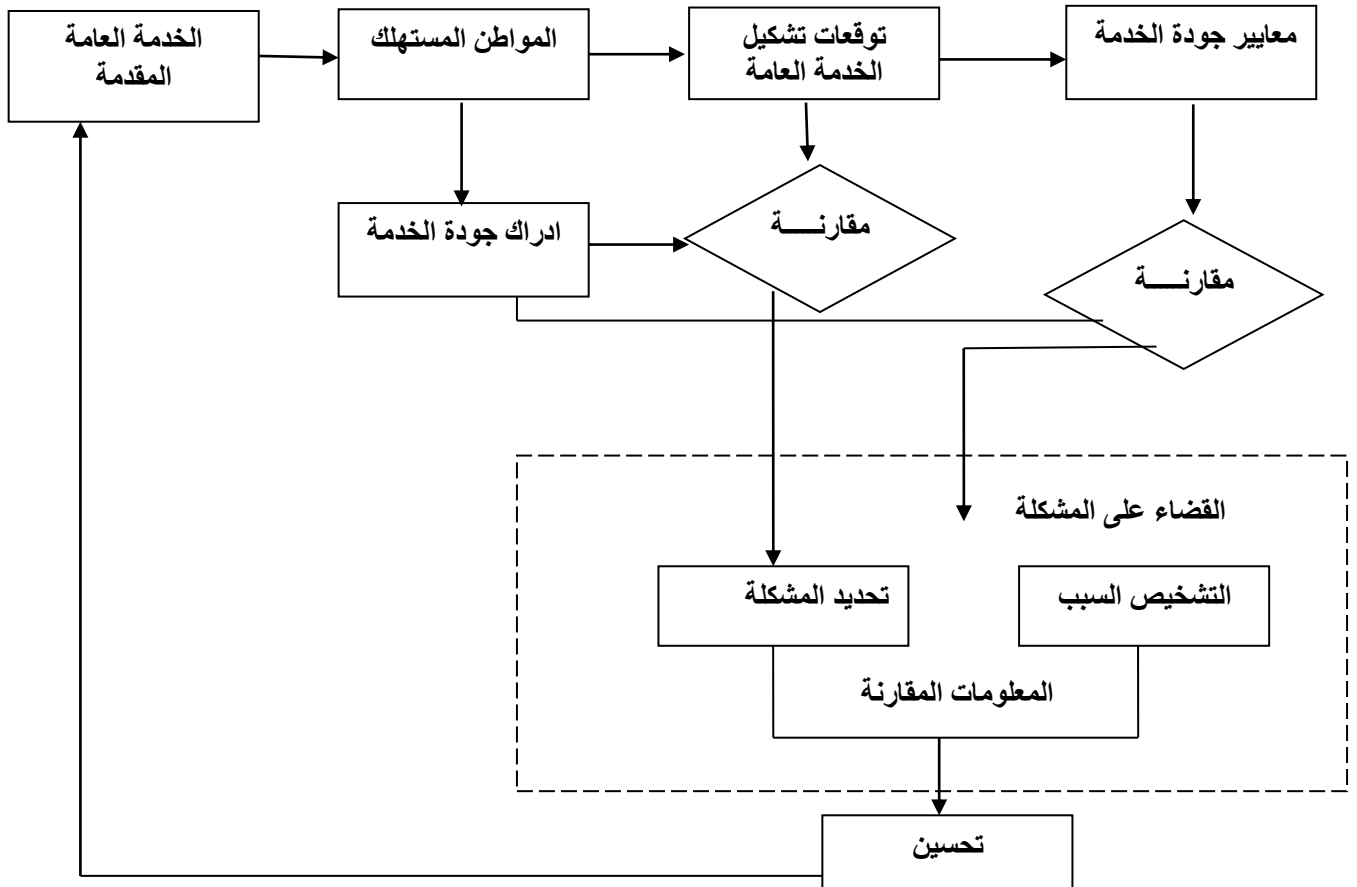 معايير جودة الخدمة
توقعات تشكيل
الخدمة العامة
المواطن المستهلك
الخدمة العامة
المقدمة
مقارنـــــة
ادراك جودة الخدمة
مقارنـــــة
القضاء على المشكلة
التشخيص السبب
تحديد المشكلة
المعلومات المقارنة
تحسين